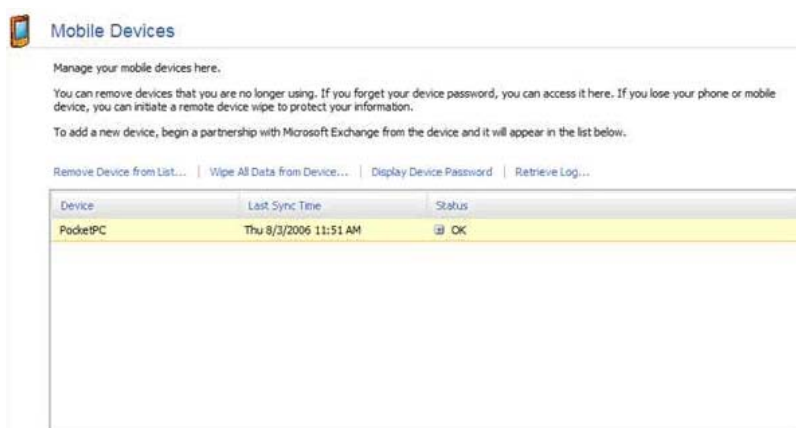 Mobile Devices
Manage your mobile devices here.
You can remove devices that you are no longer using. If you forget your device password, you can access it here. If you lose your phone or mobile
device, you can initiate a remote device wipe to protect your information.
To add a new device, begin a partnership with Microsoft Exchange from the device and it will appear in the list below.
Remove Device from List... | Wipe All Data from Device... | Display Device Password | Retrieve Log...
Device Last Sync Time Status
PocketPC Thu 8/3/2006 11:51 AM OK